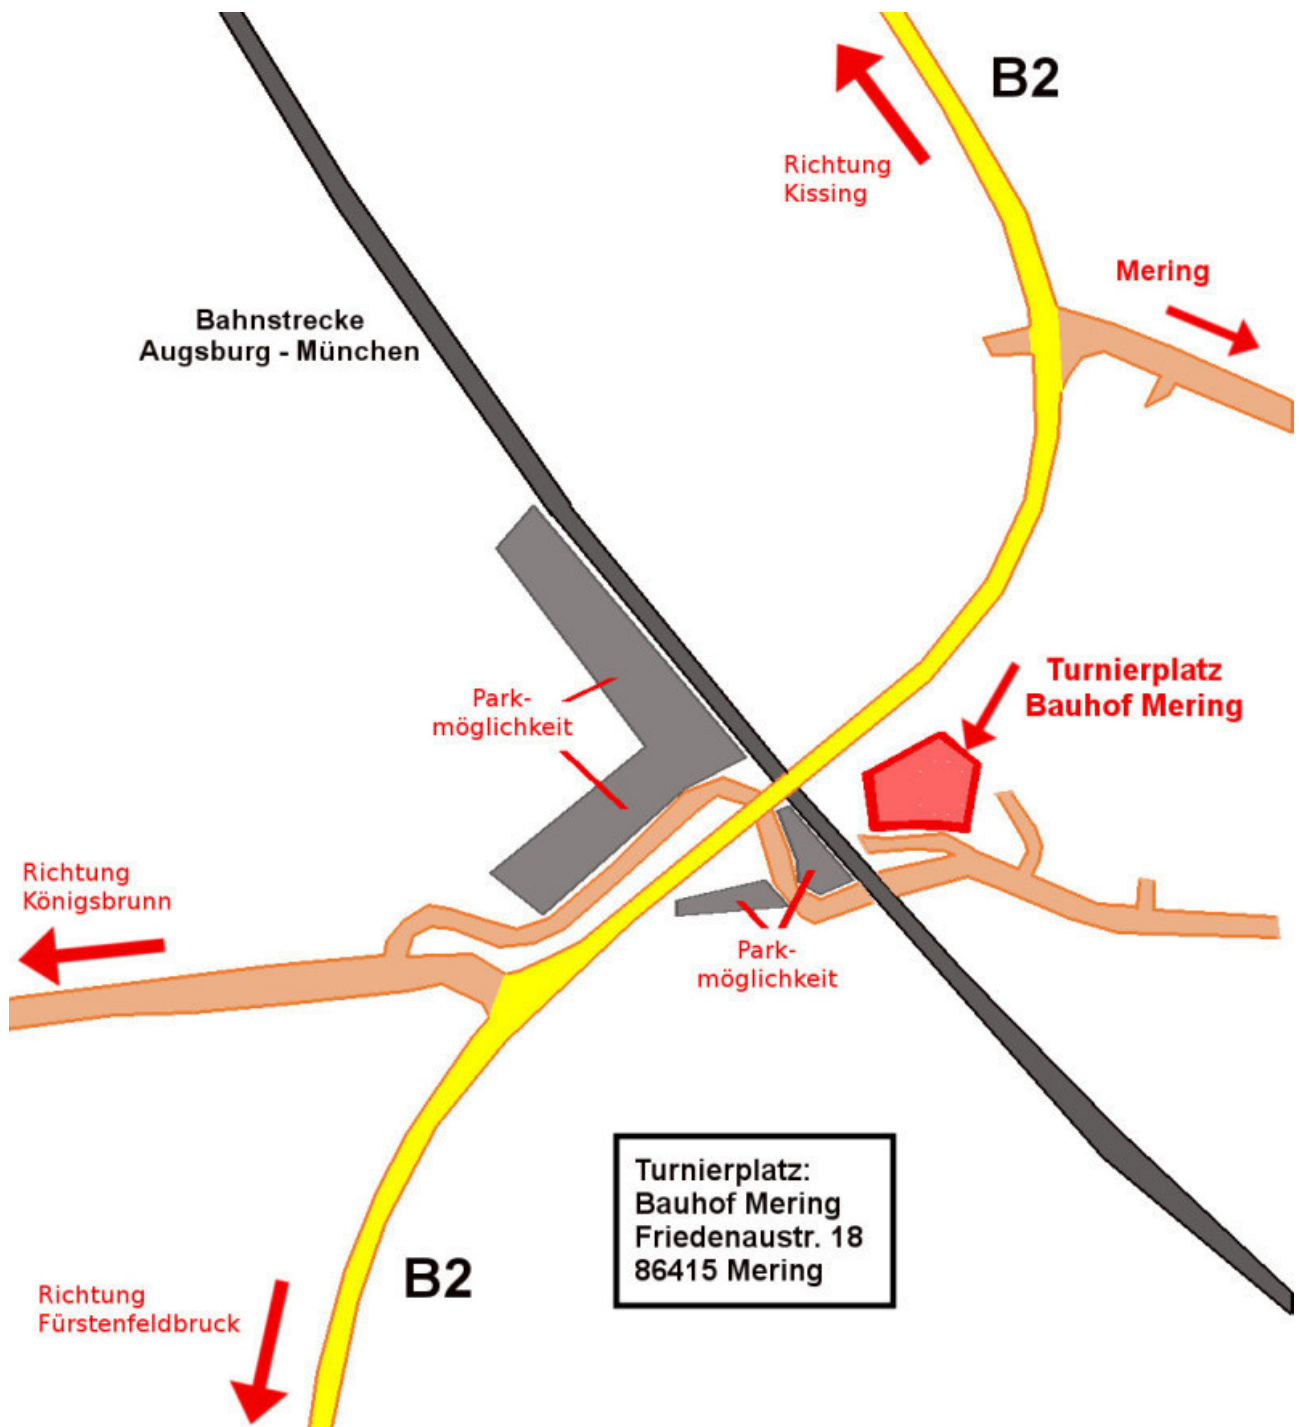 B2
Richtung
Kissing
Mering
Bahnstrecke
Augsburg - München
Turnierplatz
Bauhof Mering
Park-
möglichkeit
Richtung
Königsbrunn
Park-
möglichkeit
Turnierplatz:
Bauhof Mering
Friedenaustr. 18
86415 Mering
B2
Richtung
Fürstenfeldbruck